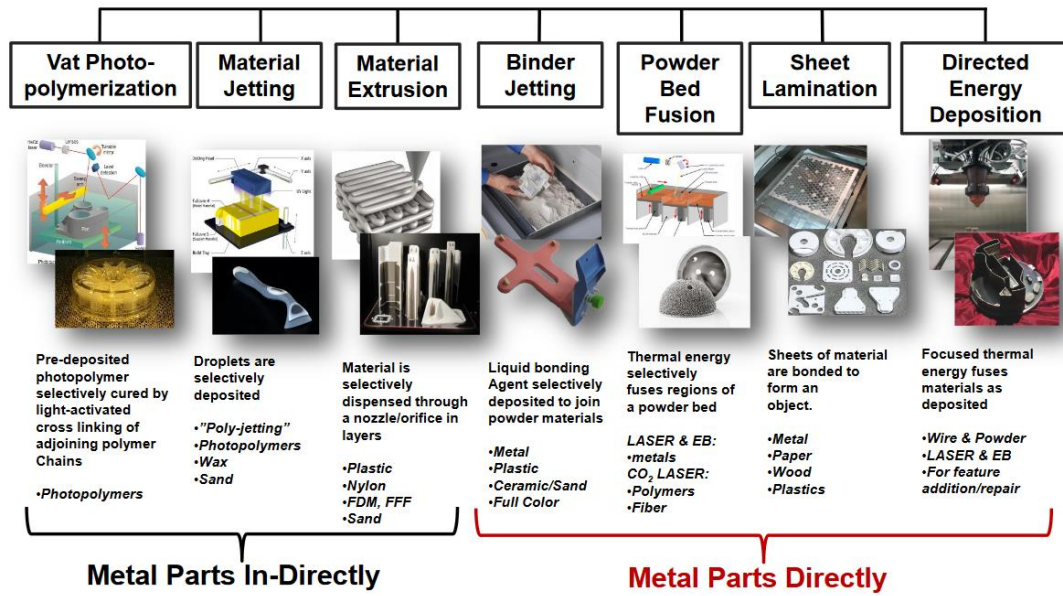 Vat Photo-
polymerization
Material
Jetting
Material
Extrusion
Binder
Jetting
Powder
Bed
Fusion
Sheet
Lamination
Directed
Energy
Deposition
Pre-deposited
photopolymer
selectively cured by
light-activated
cross linking of
adjoining polymer
Chains
•Photopolymers
Droplets are
selectively
deposited
•"Poly-jetting"
•Photopolymers
•Wax
•Sand
Material is
selectively
dispensed through
a nozzle/orifice in
layers
•Plastic
•Nylon
•FDM, FFF
•Sand
Liquid bonding
Agent selectively
deposited to join
powder materials
•Metal
•Plastic
•Ceramic/Sand
•Full Color
Thermal energy
selectively
fuses regions of
a powder bed
LASER & EB:
•metals
CO2 LASER:
•Polymers
•Fiber
Sheets of material
are bonded to
form an
object.
•Metal
•Paper
•Wood
•Plastics
Focused thermal
energy fuses
materials as
deposited
•Wire & Powder
•LASER & EB
•For feature
addition/repair
Metal Parts In-Directly
Metal Parts Directly